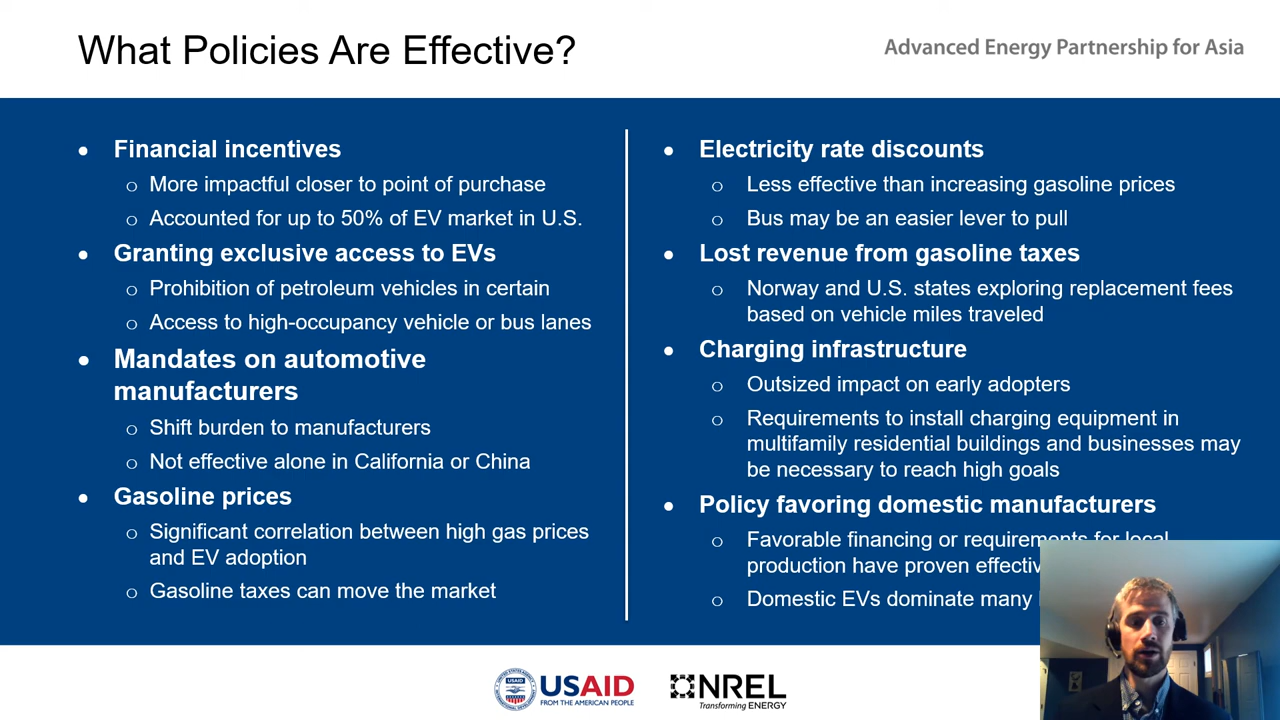 What Policies Are Effective?
Advanced Energy Partnership for Asia
• Financial incentives
o More impactful closer to point of purchase
o Accounted for up to 50% of EV market in U.S.
• Granting exclusive access to EVs
o Prohibition of petroleum vehicles in certain
o Access to high-occupancy vehicle or bus lanes
• Mandates on automotive
manufacturers
o Shift burden to manufacturers
o Not effective alone in California or China
• Gasoline prices
o Significant correlation between high gas prices
and EV adoption
o Gasoline taxes can move the market
• Electricity rate discounts
o Less effective than increasing gasoline prices
o Bus may be an easier lever to pull
• Lost revenue from gasoline taxes
o Norway and U.S. states exploring replacement fees
based on vehicle miles traveled
• Charging infrastructure
o Outsized impact on early adopters
o Requirements to install charging equipment in
multifamily residential buildings and businesses may
be necessary to reach high goals
• Policy favoring domestic manufacturers
o Favorable financing or requirements for local
production have proven
o Domestic EVs dominate many
USAID
FROM THE AMERICAN PEOPLE
NREL
Transforming ENERGY